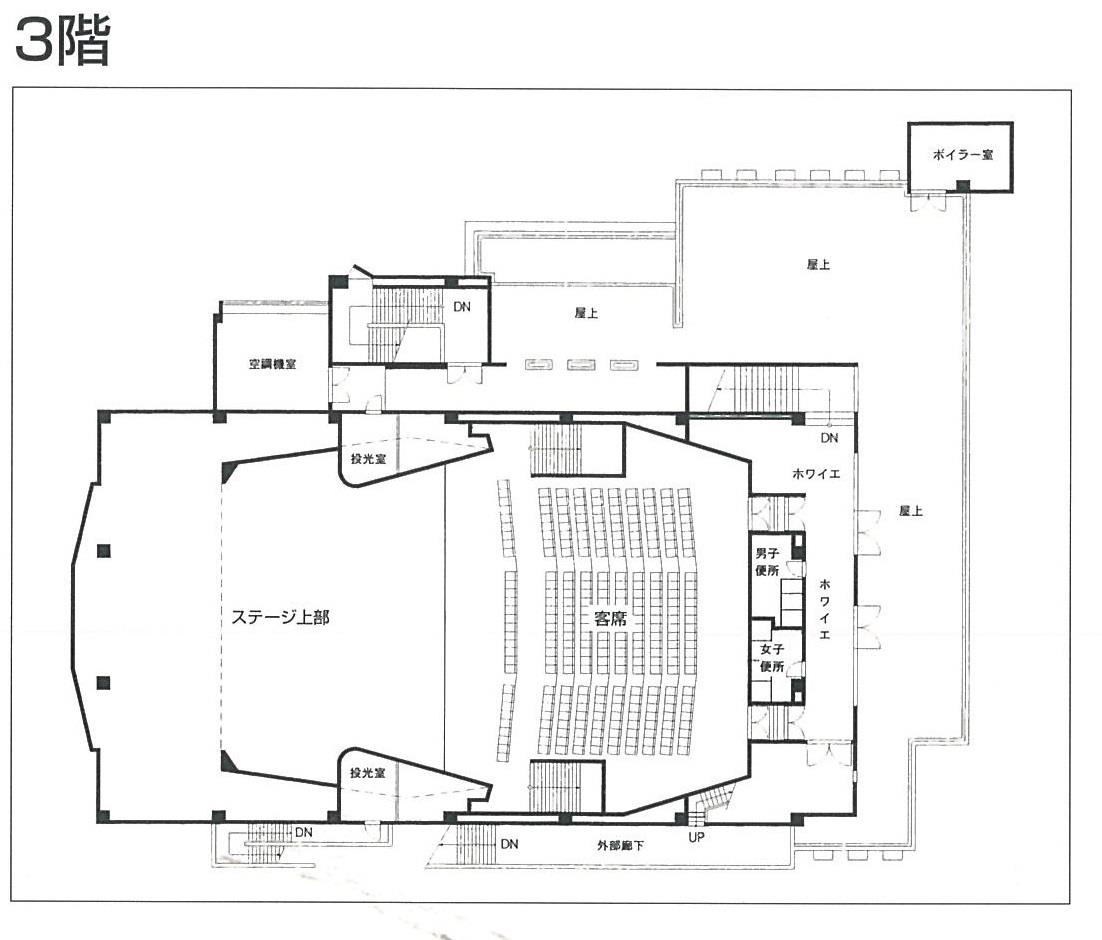 3階
ボイラー室
屋上
DN
屋上
空調機室
DN
投光室
ホワイエ
屋上
男子
便所
ホワイエ
ステージ上部
客席
女子
便所
投光室
DN
DN
外部廊下
UP